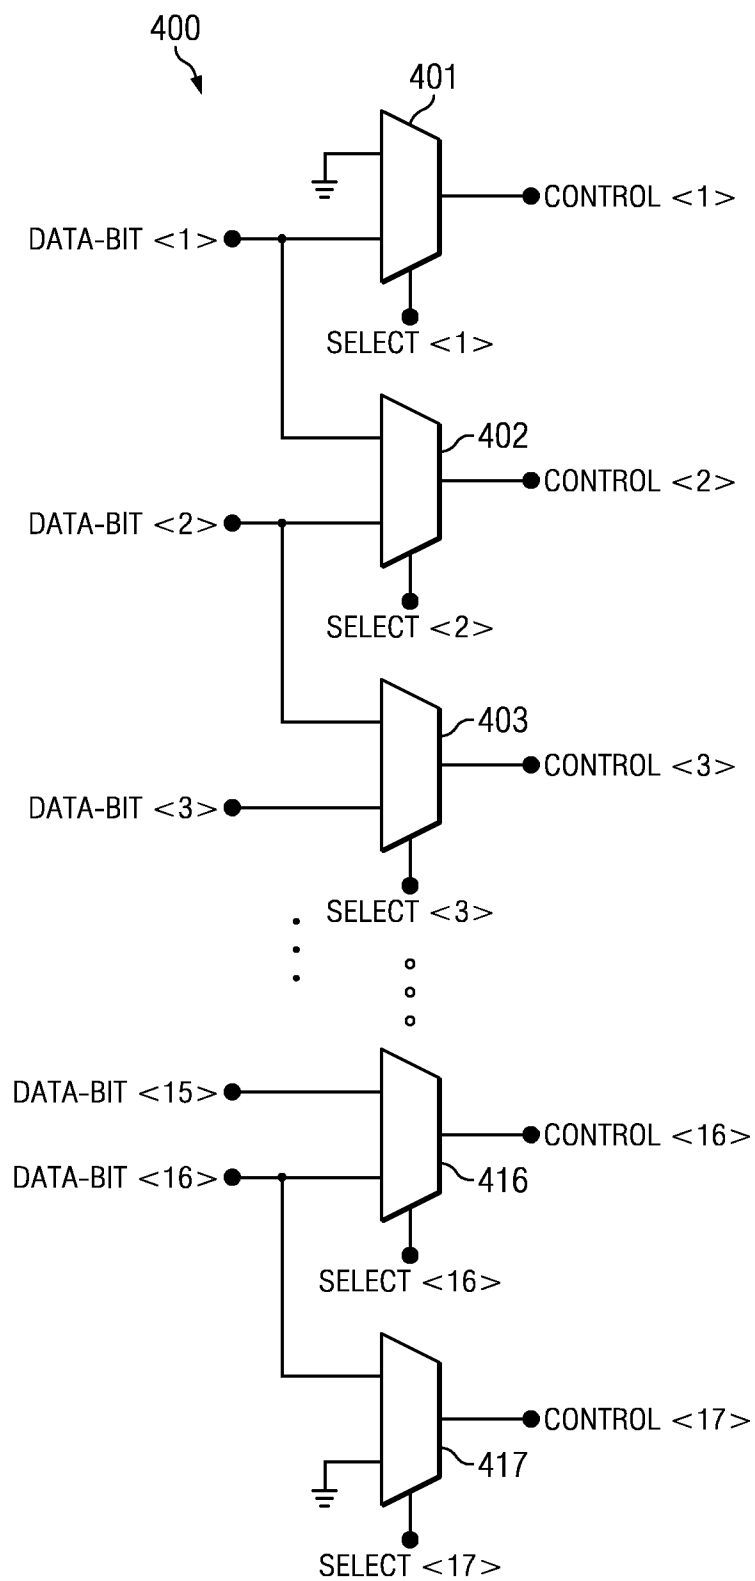 400
401
CONTROL <1>
DATA-BIT <1>
SELECT <1>
402
CONTROL <2>
DATA-BIT <2>
SELECT <2>
403
CONTROL <3>
DATA-BIT <3>
SELECT <3>
DATA-BIT <15>
CONTROL <16>
DATA-BIT <16>
416
SELECT <16>
CONTROL <17>
417
SELECT <17>